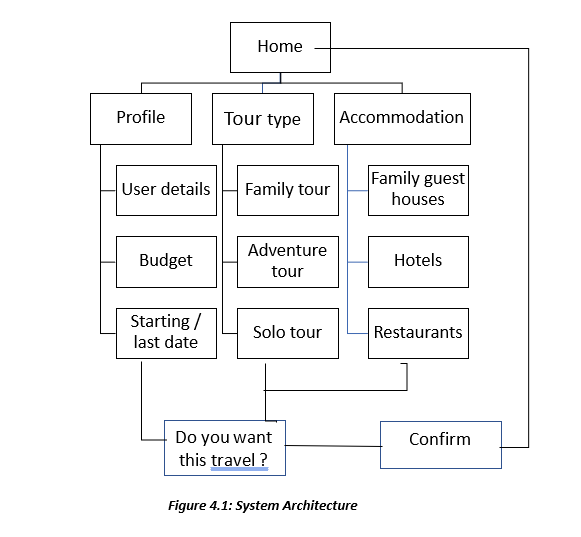 Home
Profile
Tour type
Accommodation
User details
Family tour
Family guest
houses
Budget
Adventure
tour
Hotels
Starting /
last date
Solo tour
Restaurants
Do you want
this travel ?
Confirm
Figure 4.1: System Architecture